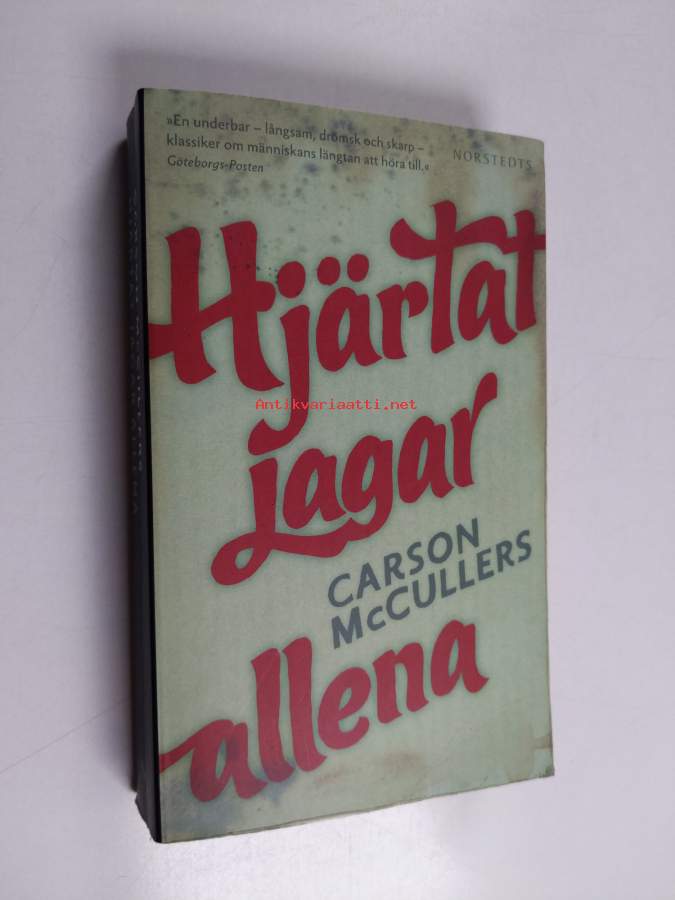 »En underbar – långsam, drömsk och skarp –
klassiker om människans längtan att höra till.«
Göteborgs-Posten
NORSTEDTS
Hjärtat
Antikvariaatti.net
jagar
CARSON
McCULLERS
allena